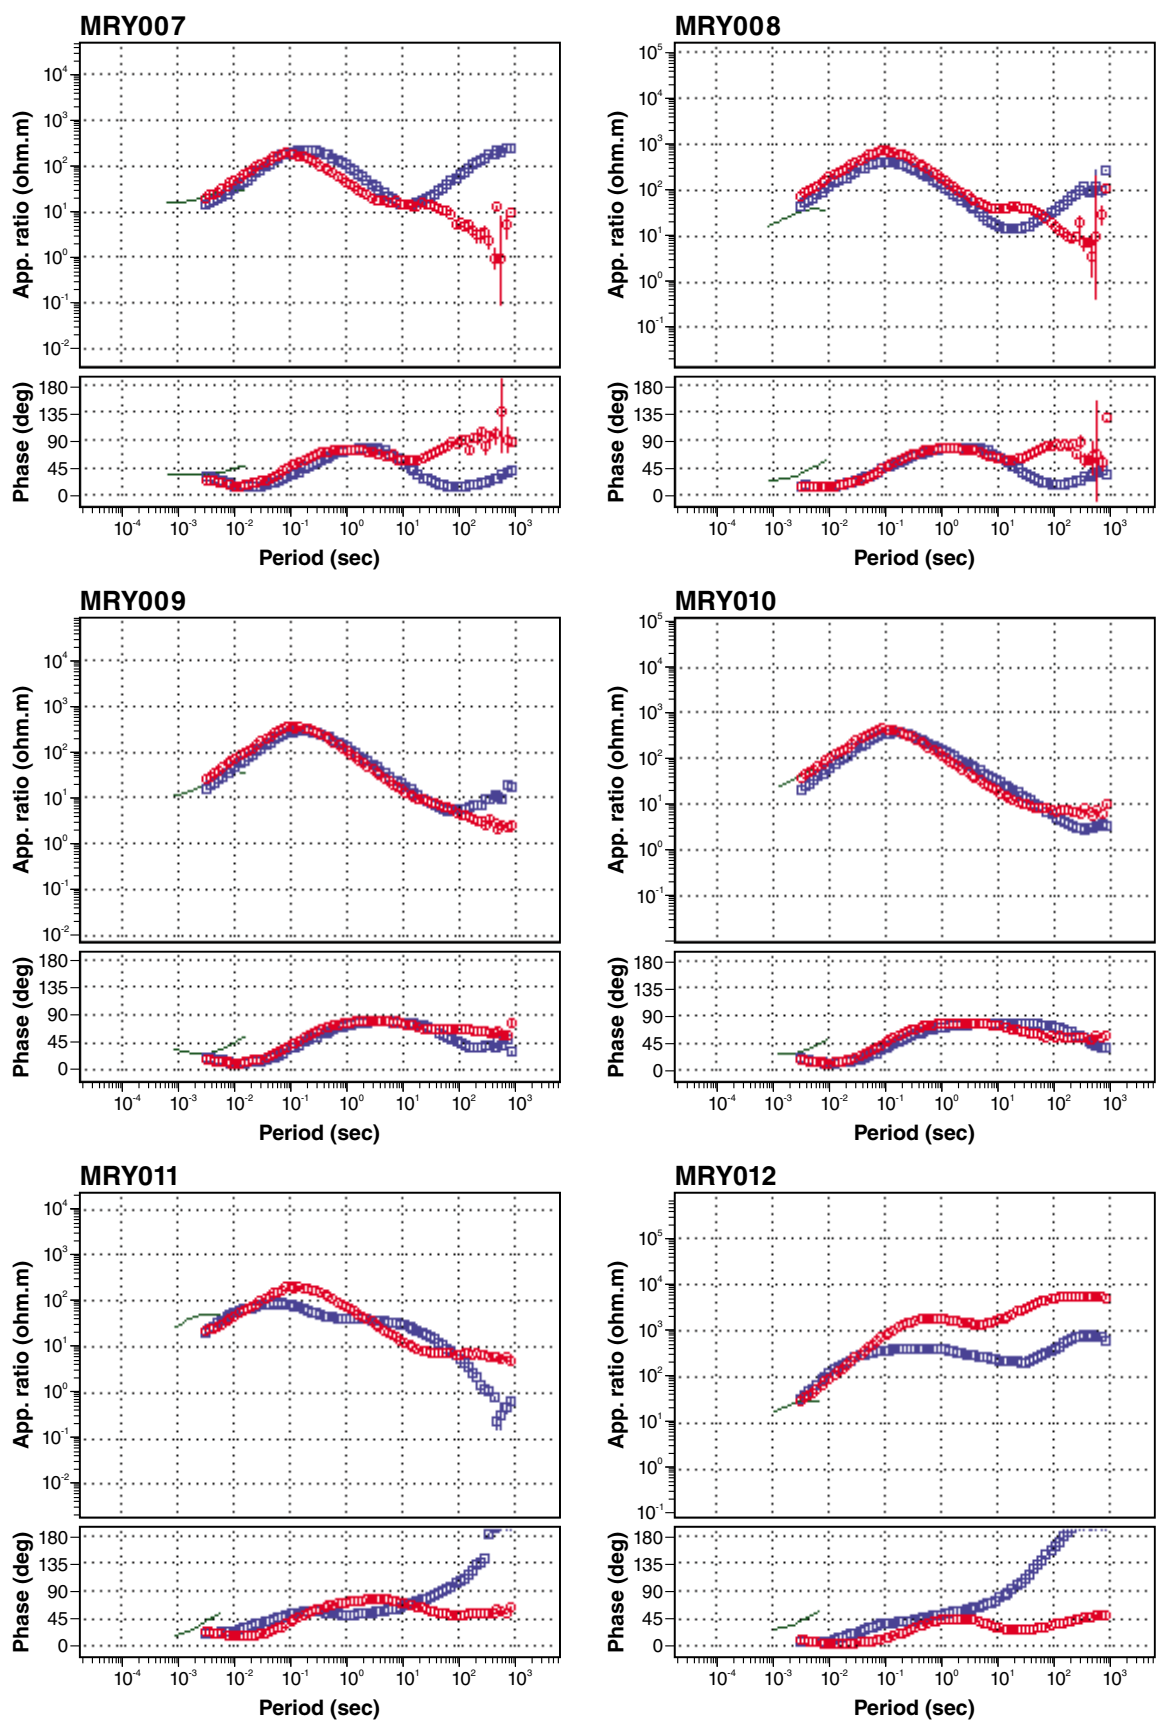 MRY007
App. ratio (ohm.m)
10⁴
10³
10²
10¹
10⁰
10⁻¹
10⁻²
Phase (deg)
180
135
90
45
0
10⁻⁴ 10⁻³ 10⁻² 10⁻¹ 10⁰ 10¹ 10² 10³
Period (sec)
MRY008
App. ratio (ohm.m)
10⁵
10⁴
10³
10²
10¹
10⁰
10⁻¹
Phase (deg)
180
135
90
45
0
10⁻⁴ 10⁻³ 10⁻² 10⁻¹ 10⁰ 10¹ 10² 10³
Period (sec)
MRY009
App. ratio (ohm.m)
10⁴
10³
10²
10¹
10⁰
10⁻¹
10⁻²
Phase (deg)
180
135
90
45
0
10⁻⁴ 10⁻³ 10⁻² 10⁻¹ 10⁰ 10¹ 10² 10³
Period (sec)
MRY010
App. ratio (ohm.m)
10⁵
10⁴
10³
10²
10¹
10⁰
10⁻¹
Phase (deg)
180
135
90
45
0
10⁻⁴ 10⁻³ 10⁻² 10⁻¹ 10⁰ 10¹ 10² 10³
Period (sec)
MRY011
App. ratio (ohm.m)
10⁴
10³
10²
10¹
10⁰
10⁻¹
10⁻²
Phase (deg)
180
135
90
45
0
10⁻⁴ 10⁻³ 10⁻² 10⁻¹ 10⁰ 10¹ 10² 10³
Period (sec)
MRY012
App. ratio (ohm.m)
10⁵
10⁴
10³
10²
10¹
10⁰
10⁻¹
Phase (deg)
180
135
90
45
0
10⁻⁴ 10⁻³ 10⁻² 10⁻¹ 10⁰ 10¹ 10² 10³
Period (sec)